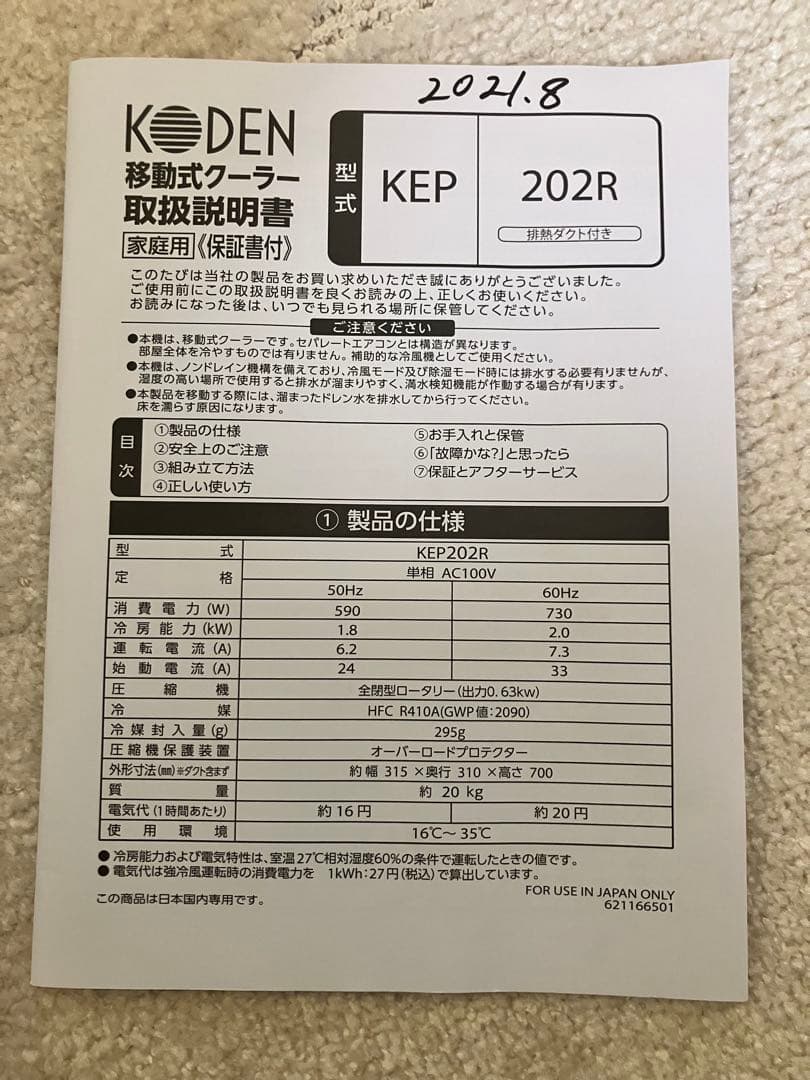 2021.8
KODEN
移動式クーラー
取扱説明書
家庭用《保証書付》
型式 KEP 202R
排熱ダクト付き
このたびは当社の製品をお買い求めいただき誠にありがとうございました。
ご使用前にこの取扱説明書を良くお読みの上、正しくお使いください。
お読みになった後は、いつでも見られる場所に保管してください。
ご注意ください
●本機は、移動式クーラーです。セパレートエアコンとは構造が異なります。
部屋全体を冷やすものでは有りません。補助的な冷風機としてご使用ください。
●本機は、ノンドレイン機構を備えており、冷風モード及び除湿モード時には排水する必要有りませんが、
湿度の高い場所で使用すると排水が溜まりやすく、満水検知機能が作動する場合が有ります。
●本製品を移動する際には、溜まったドレン水を排水してから行ってください。
床を濡らす原因になります。
目次
①製品の仕様
②安全上のご注意
③組み立て方法
④正しい使い方
⑤お手入れと保管
⑥「故障かな?」と思ったら
⑦保証とアフターサービス
① 製品の仕様
型式 KEP202R
定格 単相 AC100V
50Hz 60Hz
消費電力(W) 590 730
冷房能力(kW) 1.8 2.0
運転電流(A) 6.2 7.3
始動電流(A) 24 33
圧縮機 全閉型ロータリー(出力0.63kw)
冷媒 HFC R410A(GWP値:2090)
冷媒封入量(g) 295g
圧縮機保護装置 オーバーロードプロテクター
外形寸法(㎜)※ダクト含まず 約幅 315 ×奥行 310 ×高さ 700
質量 約 20 kg
電気代(1時間あたり) 約16円 約20円
使用環境 16℃〜 35℃
●冷房能力および電気特性は、室温27℃相対湿度60%の条件で運転したときの値です。
●電気代は強冷風運転時の消費電力を 1kWh:27円(税込)で算出しています。
この商品は日本国内専用です。
FOR USE IN JAPAN ONLY
621166501